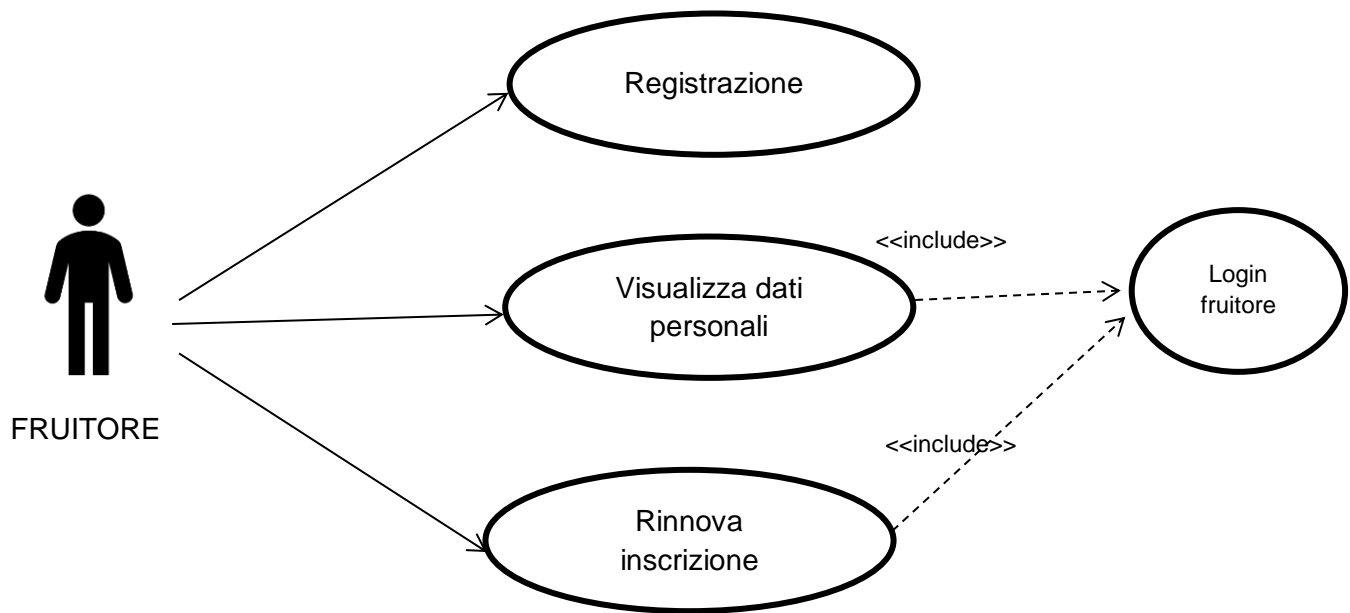 Registrazione
<<include>>
Visualizza dati
personali
Login
fruitore
FRUITORE
<<include>>
Rinnova
inscrizione